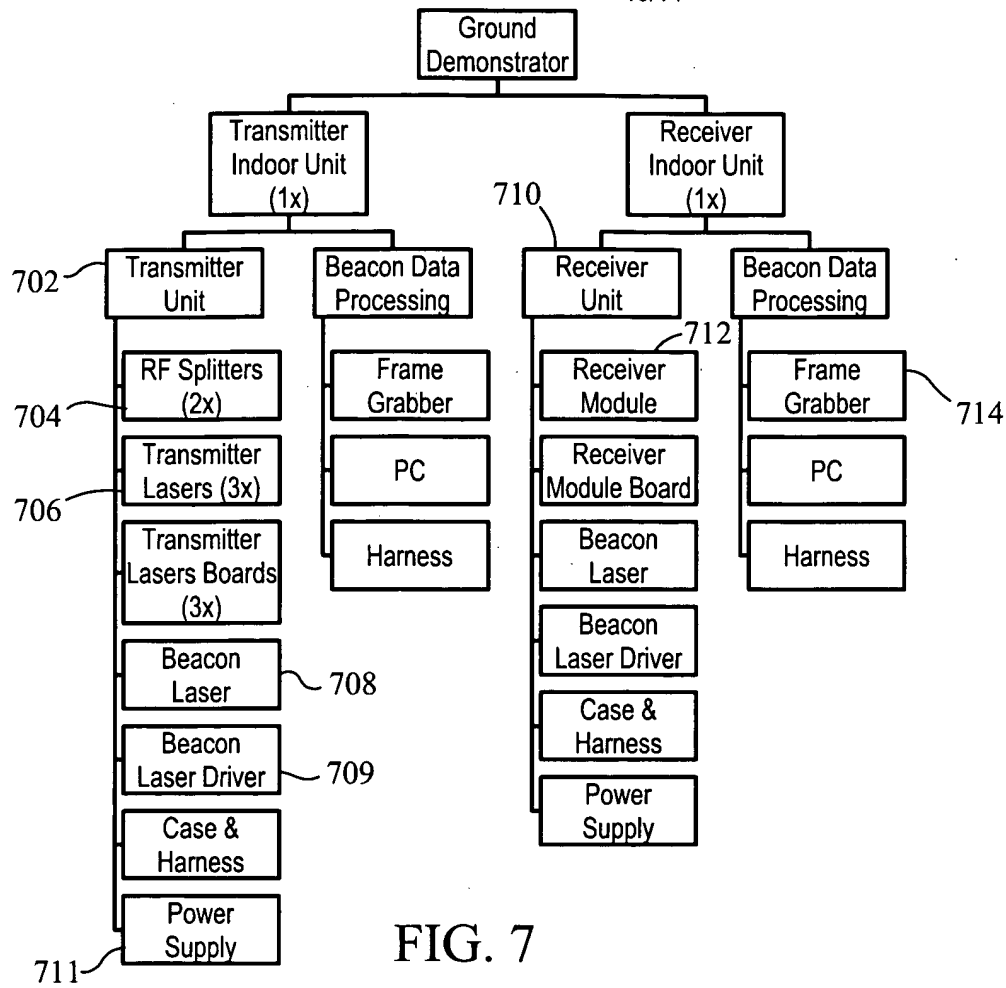 Ground
Demonstrator
Transmitter
Indoor Unit
(1x)
Receiver
Indoor Unit
(1x)
710
702
Transmitter
Unit
Beacon Data
Processing
Receiver
Unit
Beacon Data
Processing
712
RF Splitters
(2x)
704
Frame
Grabber
Receiver
Module
Frame
Grabber
714
Transmitter
Lasers (3x)
706
PC
Receiver
Module Board
PC
Transmitter
Lasers Boards
(3x)
Harness
Beacon
Laser
Harness
Beacon
Laser
708
Beacon
Laser Driver
Beacon
Laser Driver
709
Case &
Harness
Case &
Harness
Power
Supply
Power
Supply
711
FIG. 7